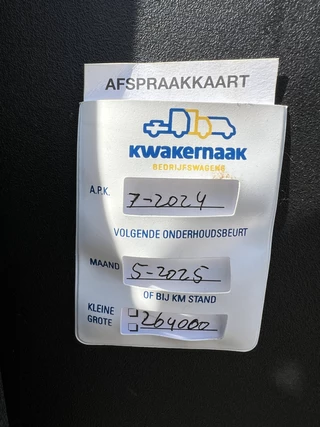 AFSPRAAKKAART
KWAKERNAAK
BEDRIJFSWAGENS
A.P.K. 7-2024
VOLGENDE ONDERHOUDSBEURT
MAAND 5-2025
OF BIJ KM STAND
KLEINE
GROTE 264000